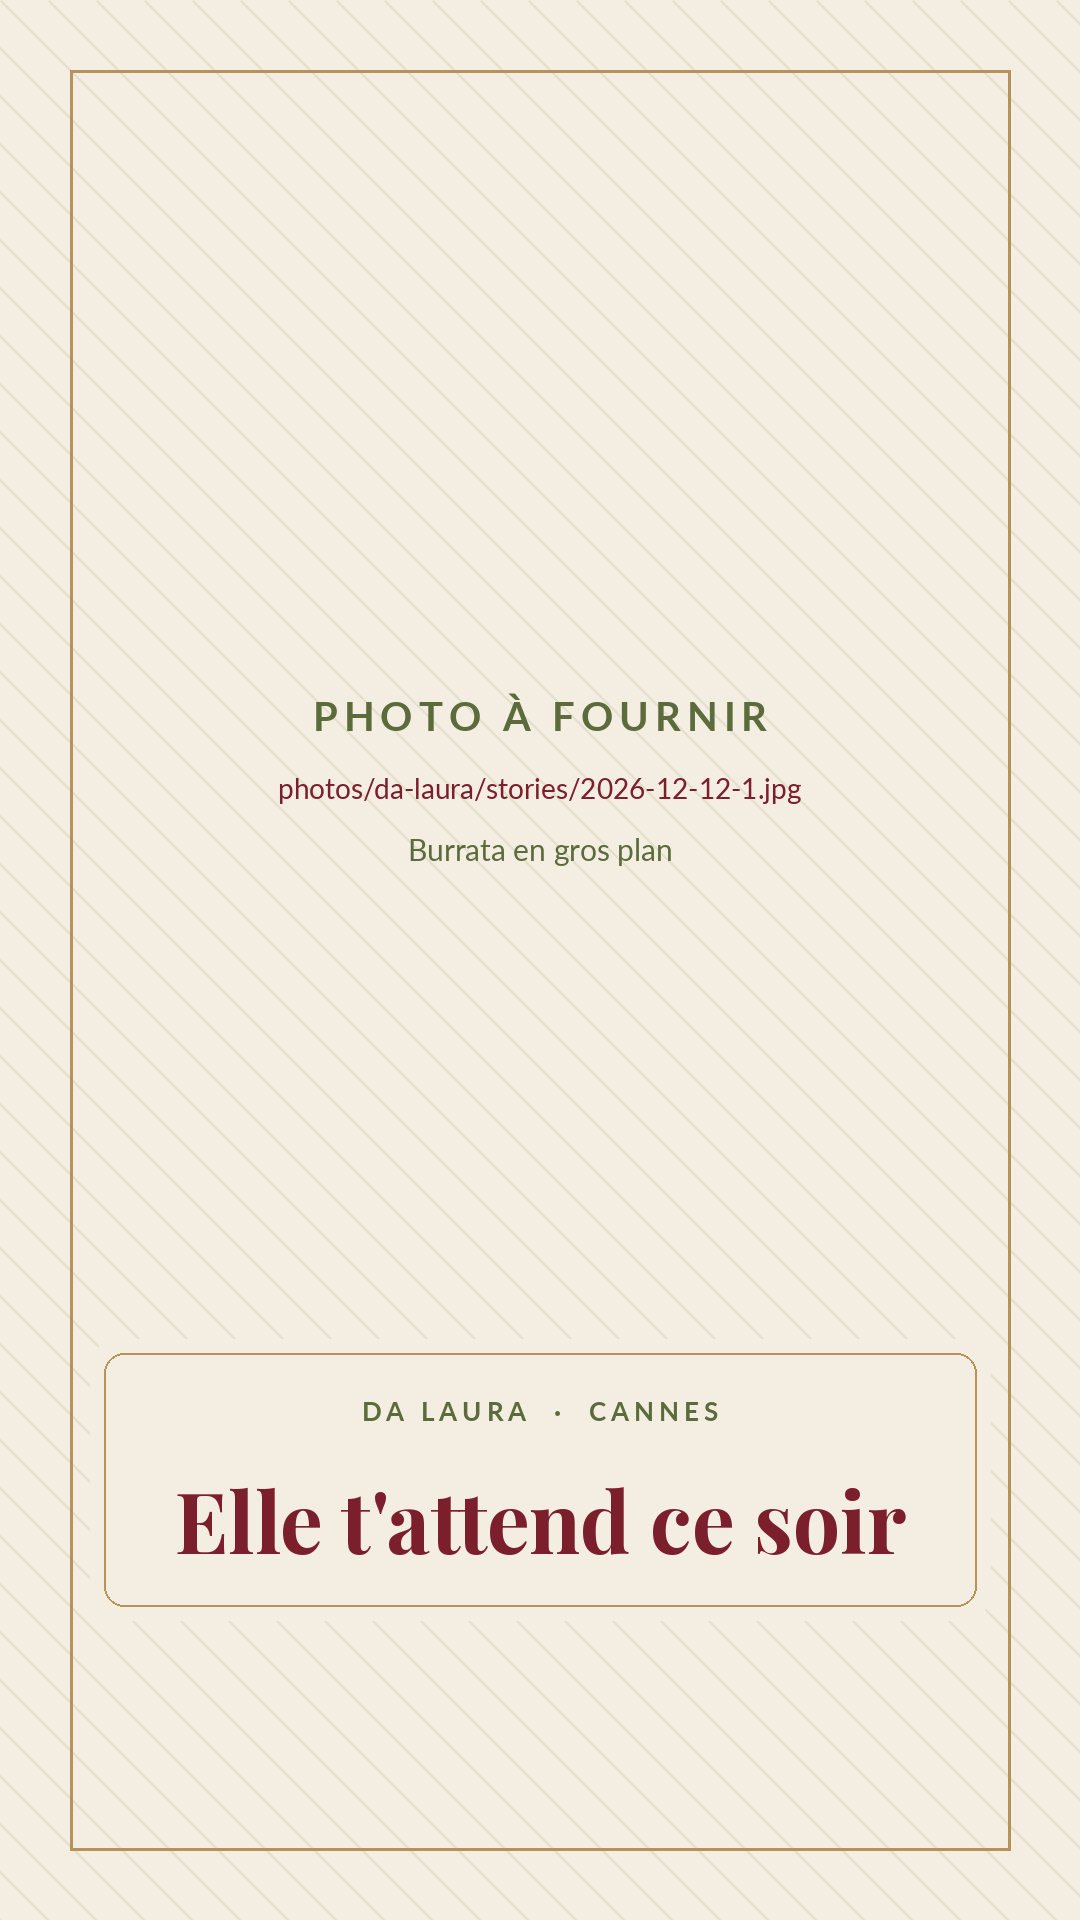 PHOTO À FOURNIR
photos/da-laura/stories/2026-12-12-1.jpg
Burrata en gros plan
DA LAURA · CANNES
Elle t'attend ce soir